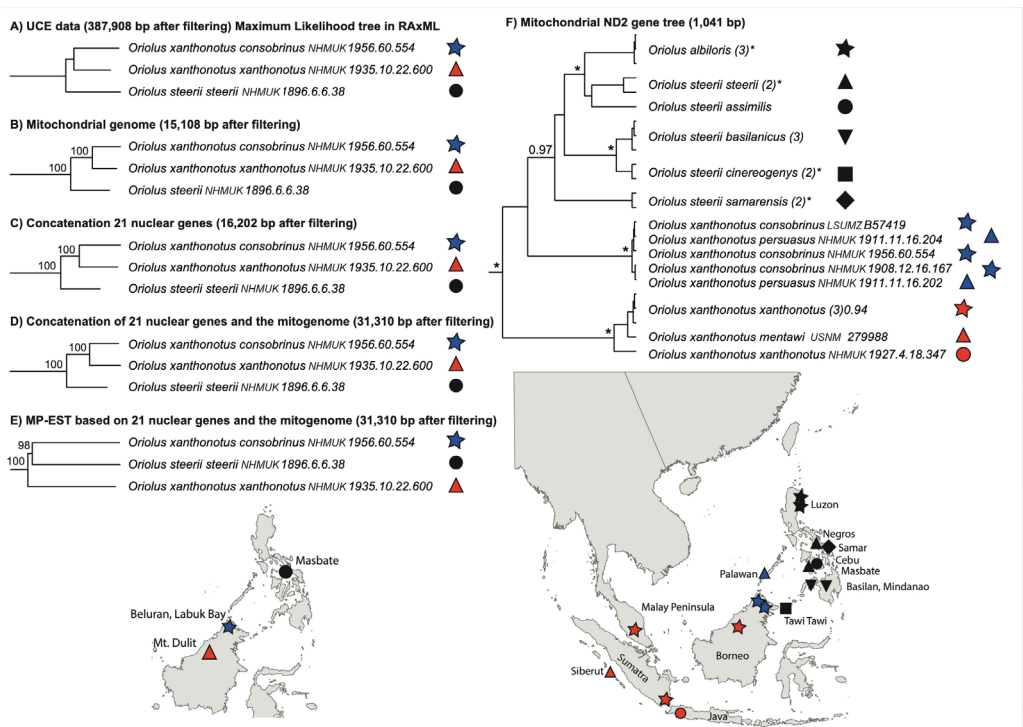 A) UCE data (387,908 bp after filtering) Maximum Likelihood tree in RAxML
Oriolus xanthonotus consobrinus NHMUK 1956.60.554
Oriolus xanthonotus xanthonotus NHMUK 1935.10.22.600
Oriolus steerii steerii NHMUK 1896.6.6.38
B) Mitochondrial genome (15,108 bp after filtering)
100
Oriolus xanthonotus consobrinus NHMUK 1956.60.554
100
Oriolus xanthonotus xanthonotus NHMUK 1935.10.22.600
Oriolus steerii NHMUK 1896.6.6.38
C) Concatenation 21 nuclear genes (16,202 bp after filtering)
100
Oriolus xanthonotus consobrinus NHMUK 1956.60.554
100
Oriolus xanthonotus xanthonotus NHMUK 1935.10.22.600
Oriolus steerii steerii NHMUK 1896.6.6.38
D) Concatenation of 21 nuclear genes and the mitogenome (31,310 bp after filtering)
100
Oriolus xanthonotus consobrinus NHMUK 1956.60.554
100
Oriolus xanthonotus xanthonotus NHMUK 1935.10.22.600
Oriolus steerii steerii NHMUK 1896.6.6.38
E) MP-EST based on 21 nuclear genes and the mitogenome (31,310 bp after filtering)
98
Oriolus xanthonotus consobrinus NHMUK 1956.60.554
100
Oriolus steerii steerii NHMUK 1896.6.6.38
Oriolus xanthonotus xanthonotus NHMUK 1935.10.22.600
Masbate
Beluran, Labuk Bay
Mt. Dulit
F) Mitochondrial ND2 gene tree (1,041 bp)
Oriolus albiloris (3)*
*
Oriolus steerii steerii (2)*
Oriolus steerii assimilis
Oriolus steerii basilanicus (3)
0.97
*
Oriolus steerii cinereogenys (2)*
Oriolus steerii samarensis (2)*
Oriolus xanthonotus consobrinus LSUMZ B57419
Oriolus xanthonotus persuasus NHMUK 1911.11.16.204
*
Oriolus xanthonotus consobrinus NHMUK 1956.60.554
*
Oriolus xanthonotus consobrinus NHMUK 1908.12.16.167
Oriolus xanthonotus persuasus NHMUK 1911.11.16.202
Oriolus xanthonotus xanthonotus (3)0.94
*
Oriolus xanthonotus mentawi USNM 279988
Oriolus xanthonotus xanthonotus NHMUK 1927.4.18.347
Luzon
Negros
Samar
Cebu
Masbate
Palawan
Basilan, Mindanao
Malay Peninsula
Tawi Tawi
Borneo
Siberut
Sumatra
Java